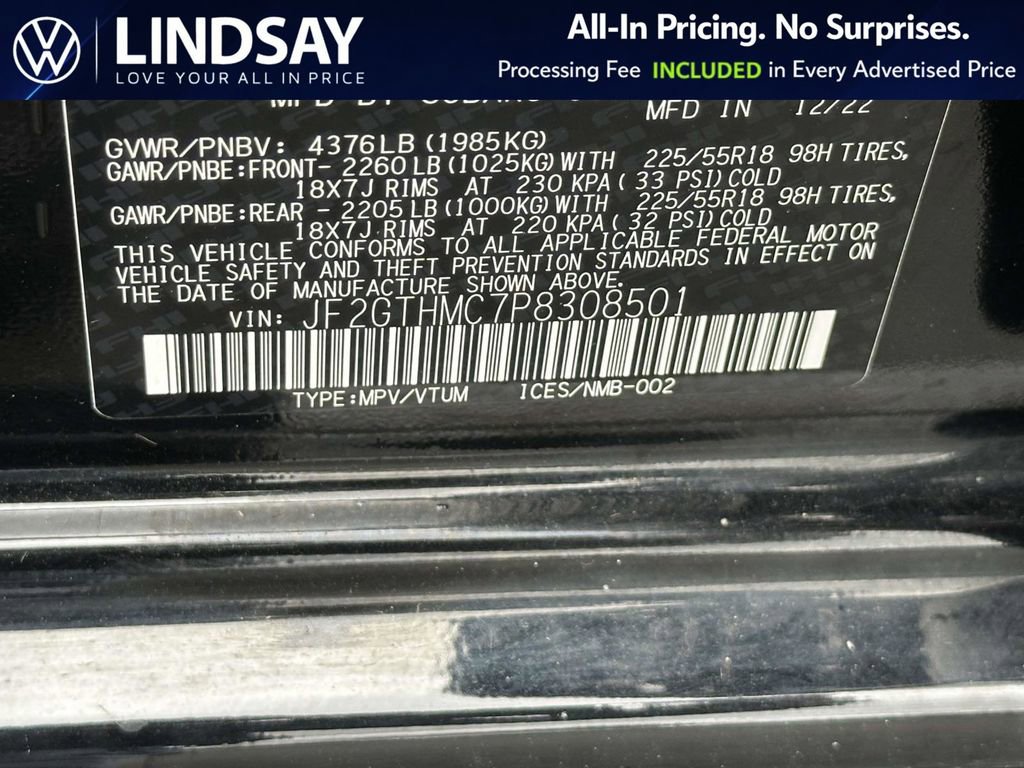 LINDSAY
LOVE YOUR ALL IN PRICE
All-In Pricing. No Surprises.
Processing Fee INCLUDED in Every Advertised Price
MFD IN 12/22
GVWR/PNBV: 4376LB (1985KG)
GAWR/PNBE:FRONT- 2260LB (1025KG) WITH 225/55R18 98H TIRES,
18X7J RIMS AT 230 KPA( 33 PSI) COLD
GAWR/PNBE:REAR - 2205LB (1000KG) WITH 225/55R18 98H TIRES,
18X7J RIMS AT 220 KPA( 32 PSI) COLD
THIS VEHICLE CONFORMS TO ALL APPLICABLE FEDERAL MOTOR
VEHICLE SAFETY AND THEFT PREVENTION STANDARDS IN EFFECT ON
THE DATE OF MANUFACTURE SHOWN ABOVE.
VIN: JF2GTHMC7P8308501
TYPE:MPV/VTUM ICES/NMB-002